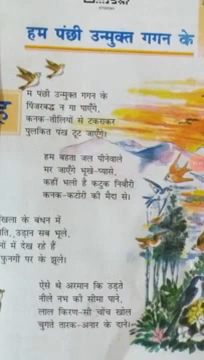 हम पंछी उन्मुक्त गगन के
म पंछी उन्मुक्त गगन के
पिंजरबद्ध न गा पाएँगे,
कनक-तीलियों से टकराकर
पुलकित पंख टूट जाएँगे।
हम बहता जल पीनेवाले
मर जाएँगे भूखे-प्यासे,
कहीं भली है कटुक निबौरी
कनक-कटोरी की मैदा से।
खला के बंधन में
ति, उड़ान सब भूले,
नों में देख रहे हैं
फुनगी पर के झूले।
ऐसे थे अरमान कि उड़ते
नीले नभ की सीमा पाने,
लाल किरण-सी चोंच खोल
चुगते तारक-अनार के दाने।